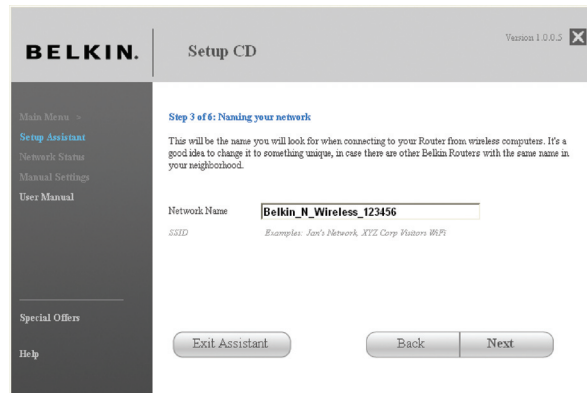 BELKIN.
Setup CD
Version 1.0.0.5
Main Menu >
Setup Assistant
Network Status
Manual Settings
User Manual
Special Offers
Help
Step 3 of 6: Naming your network
This will be the name you will look for when connecting to your Router from wireless computers. It's a
good idea to change it to something unique, in case there are other Belkin Routers with the same name in
your neighborhood.
Network Name
Belkin_N_Wireless_123456
SSID
Examples: Jan's Network, XYZ Corp Visitors WiFi
Exit Assistant
Back
Next